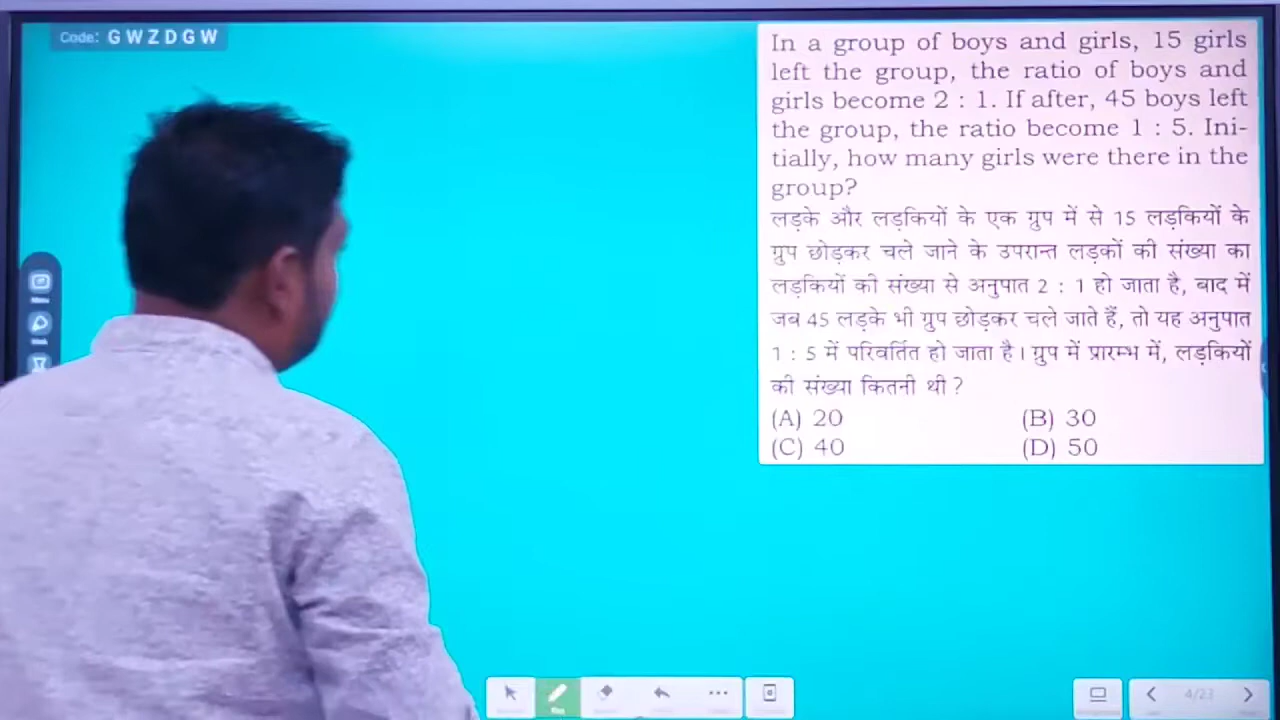 Code: G W Z D G W
In a group of boys and girls, 15 girls
left the group, the ratio of boys and
girls become 2 : 1. If after, 45 boys left
the group, the ratio become 1 : 5. Ini-
tially, how many girls were there in the
group?
लड़के और लड़कियों के एक ग्रुप में से 15 लड़कियों के
ग्रुप छोड़कर चले जाने के उपरान्त लड़कों की संख्या का
लड़कियों की संख्या से अनुपात 2 : 1 हो जाता है, बाद में
जब 45 लड़के भी ग्रुप छोड़कर चले जाते हैं, तो यह अनुपात
1 : 5 में परिवर्तित हो जाता है। ग्रुप में प्रारम्भ में, लड़कियों
की संख्या कितनी थी ?
(A) 20 (B) 30
(C) 40 (D) 50
4/23